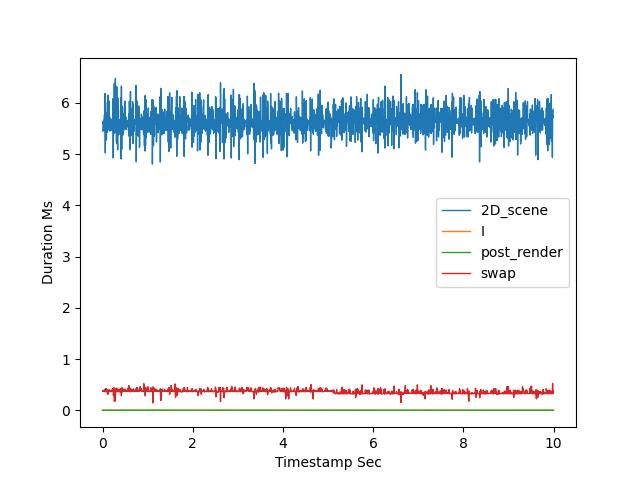 6
5
4
3
2
1
0
Duration Ms
2D_scene
I
post_render
swap
0
2
4
6
8
10
Timestamp Sec